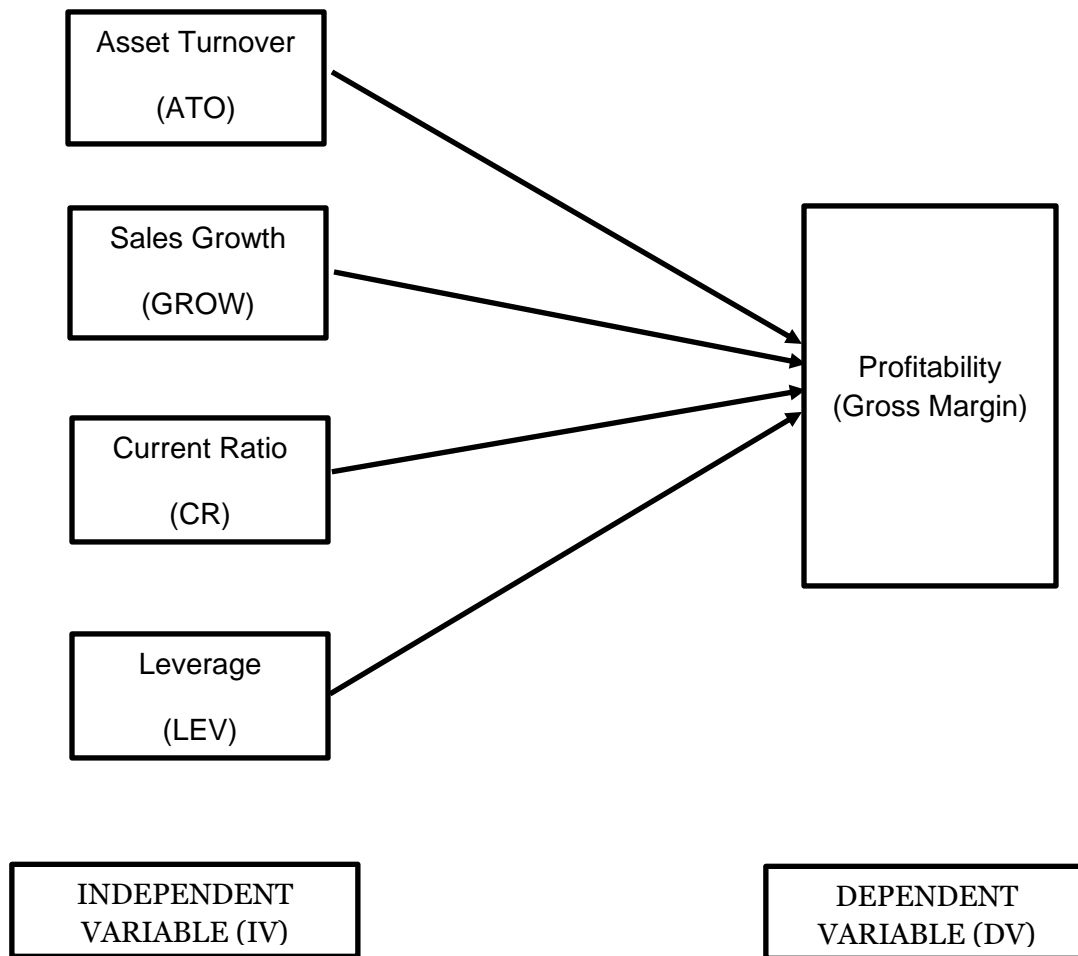 Asset Turnover
(ATO)
Sales Growth
(GROW)
Current Ratio
(CR)
Leverage
(LEV)
Profitability
(Gross Margin)
INDEPENDENT
VARIABLE (IV)
DEPENDENT
VARIABLE (DV)